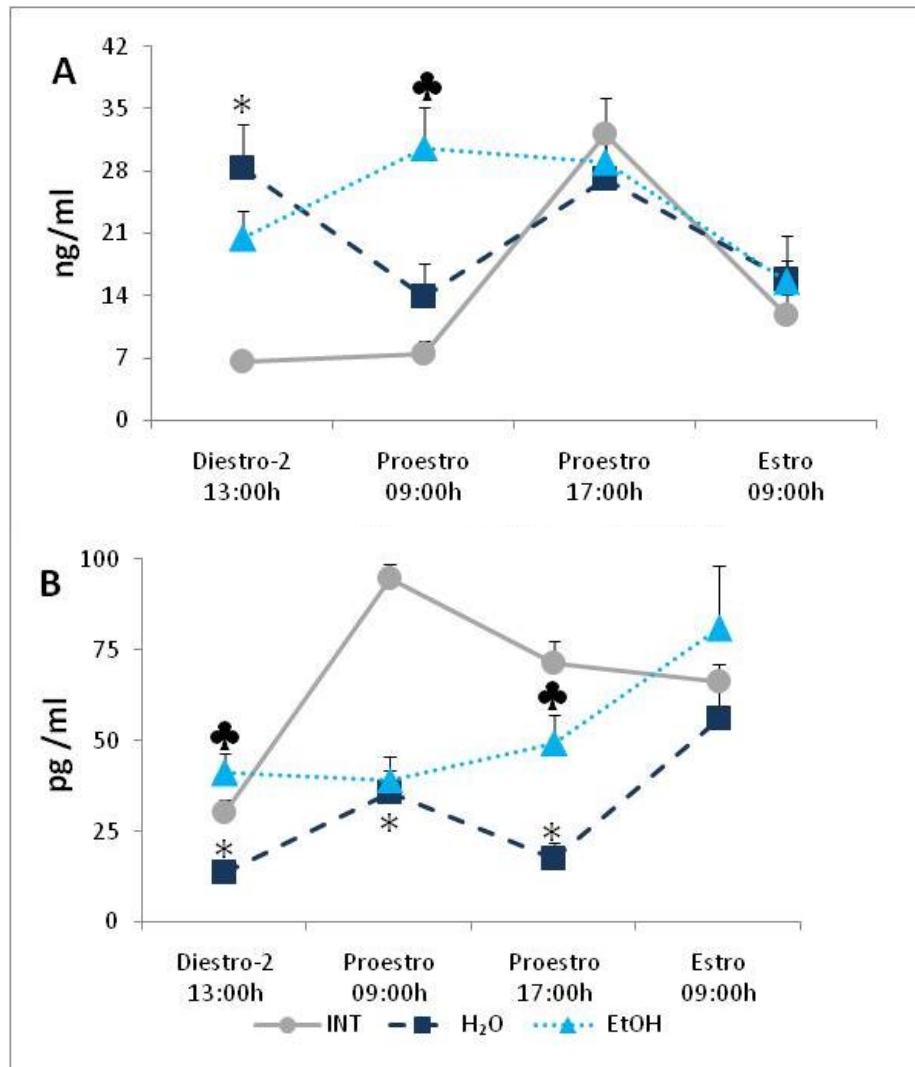 A
42
35
28
21
14
7
0
ng/ml
*
♣
Diestro-2 Proestro Proestro Estro
13:00h 09:00h 17:00h 09:00h
B
100
75
50
25
0
pg /ml
♣
♣
* * *
Diestro-2 Proestro Proestro Estro
13:00h 09:00h 17:00h 09:00h
INT H₂O EtOH